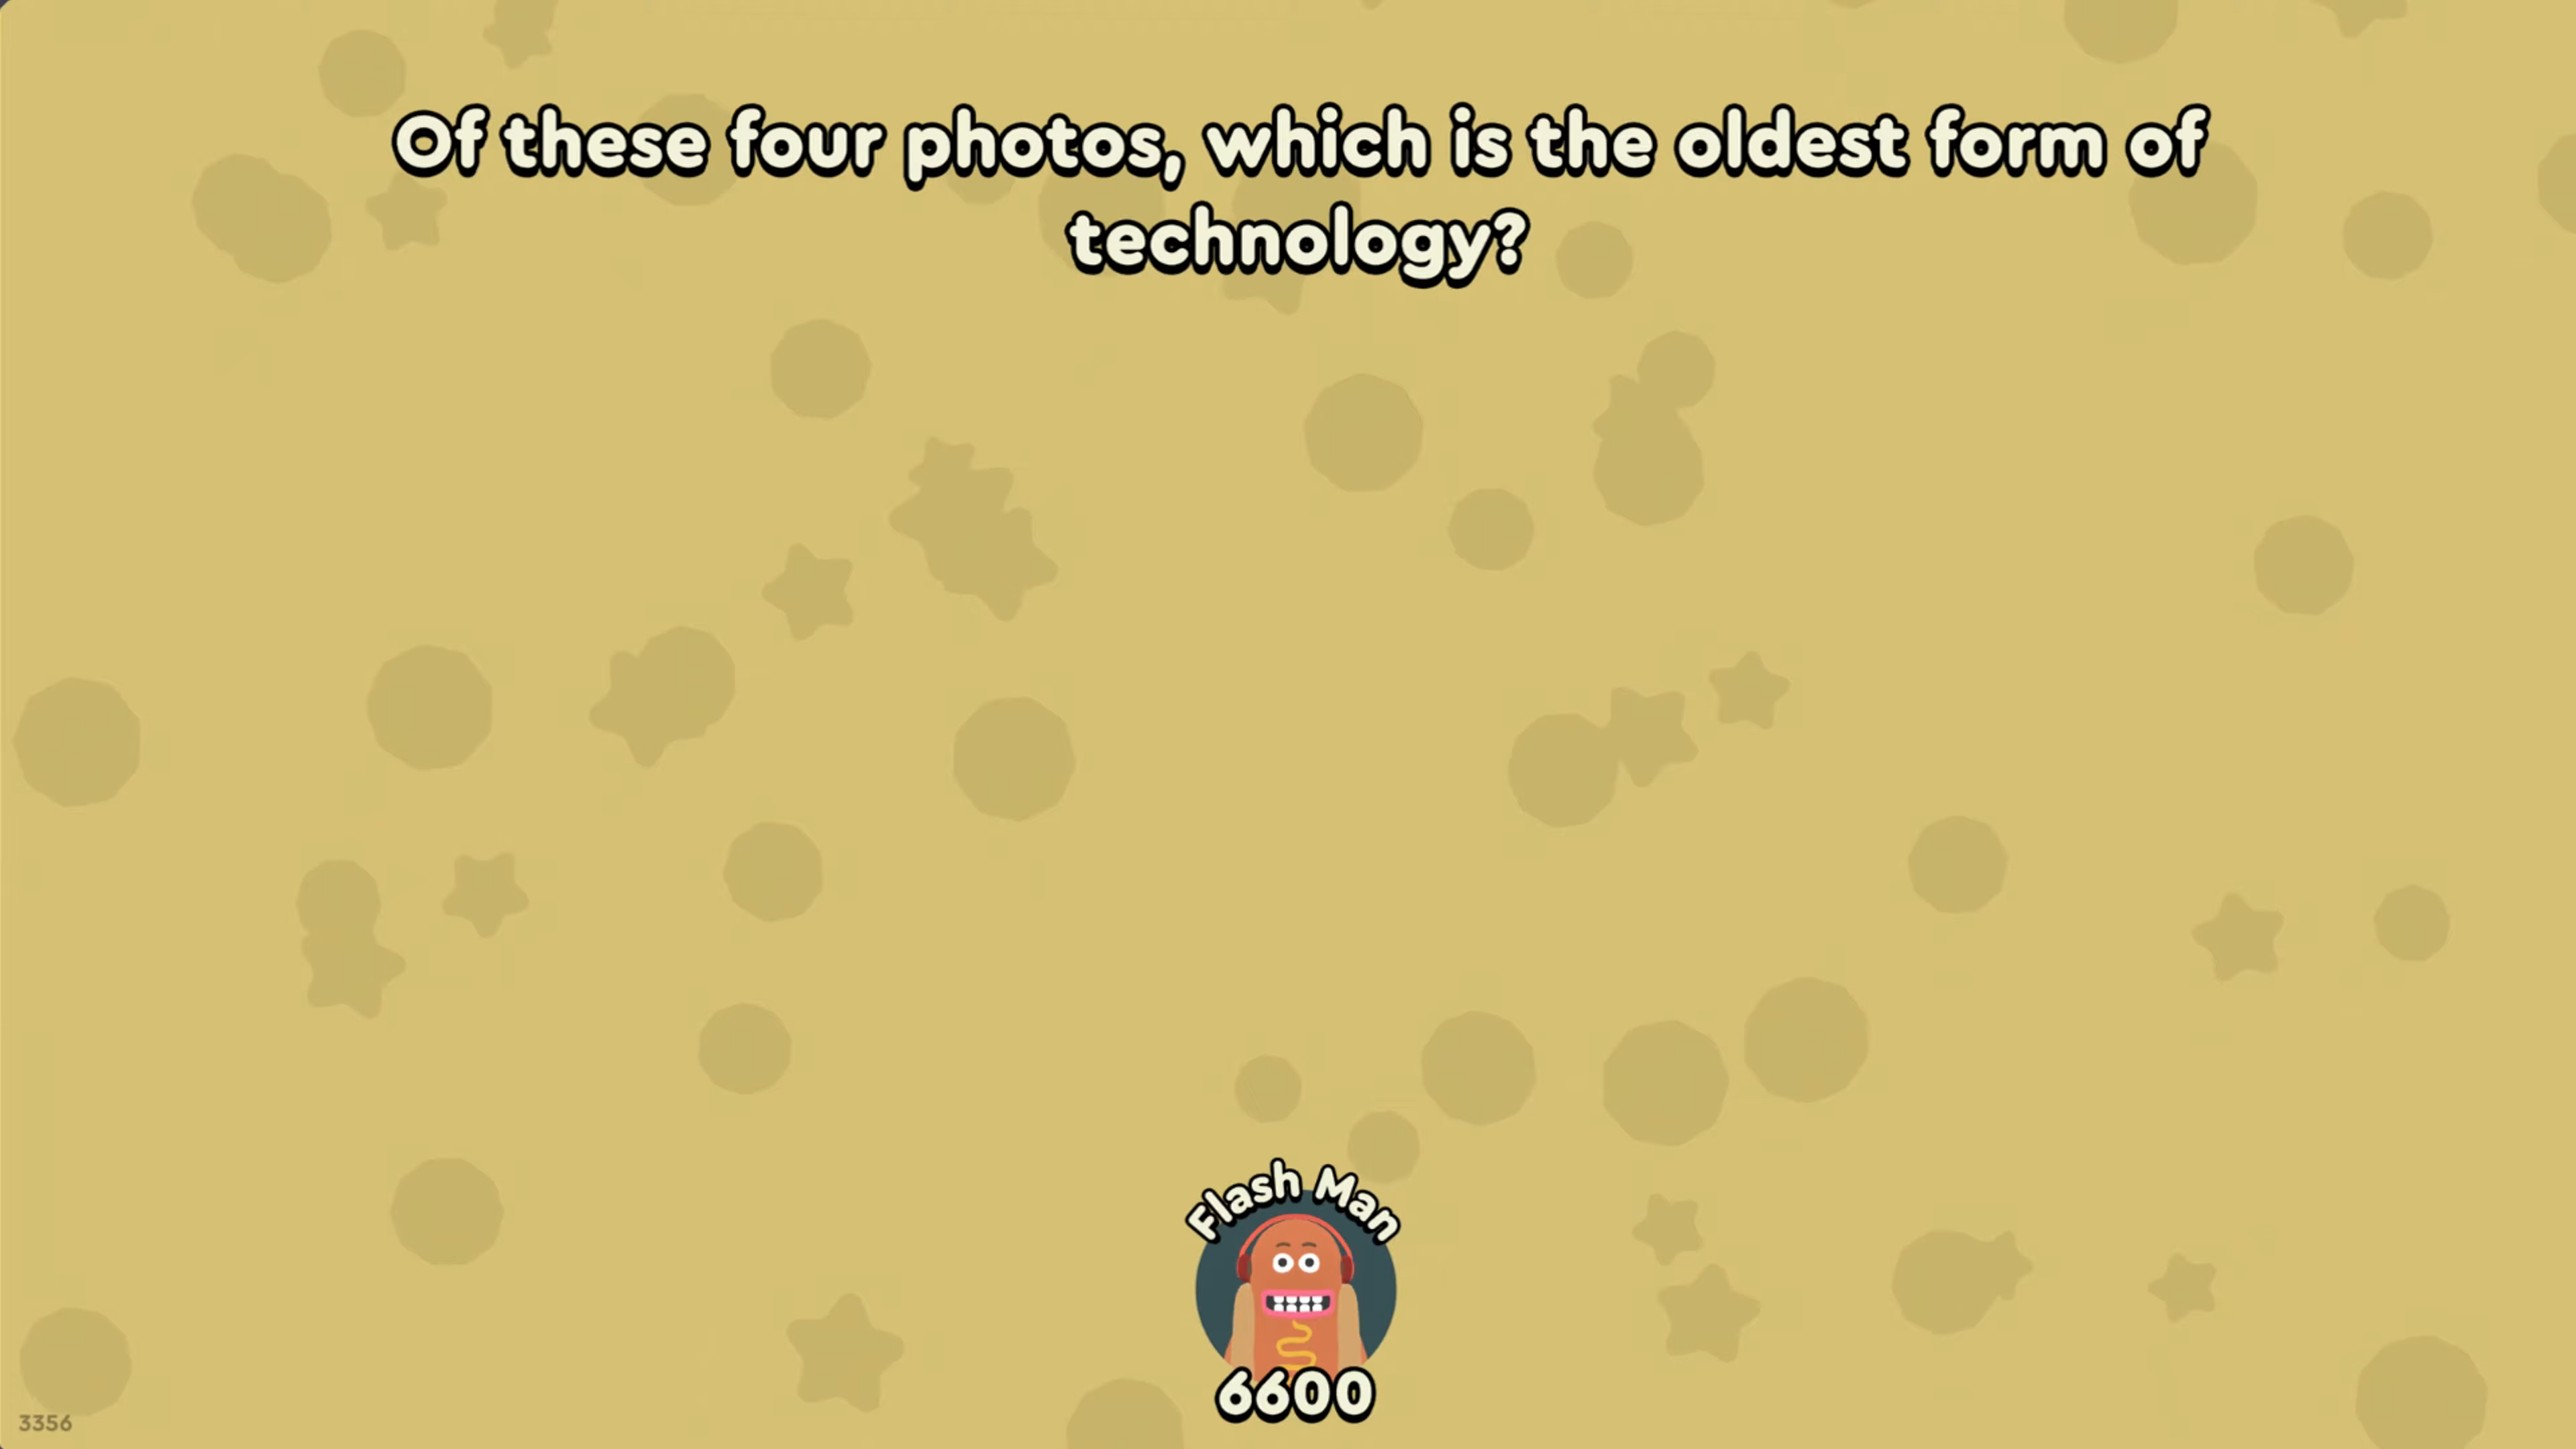 Of these four photos, which is the oldest form of
technology?
Flash Man
6600
3356